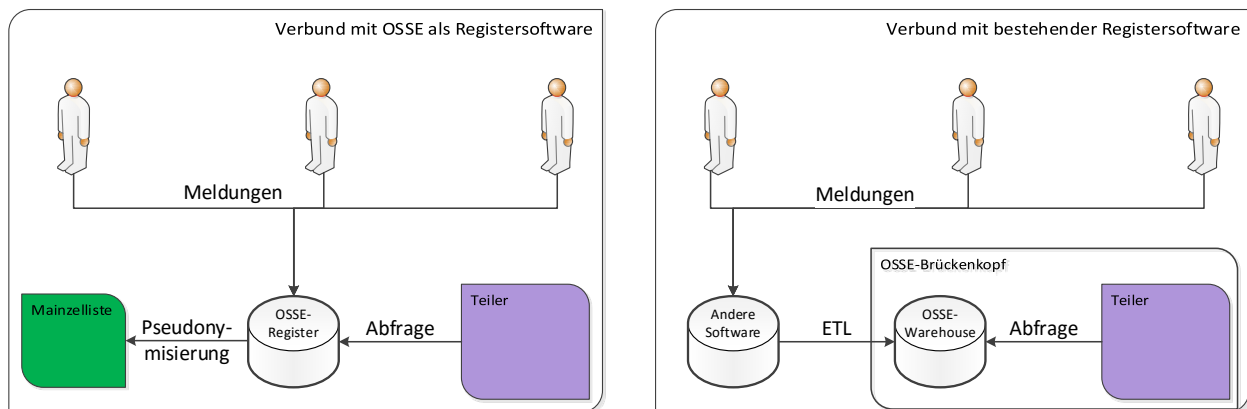 Verbund mit OSSE als Registersoftware
Meldungen
Mainzelliste
Pseudony-
misierung
OSSE-
Register
Abfrage
Teiler
Verbund mit bestehender Registersoftware
Meldungen
OSSE-Brückenkopf
Andere
Software
ETL
OSSE-
Warehouse
Abfrage
Teiler